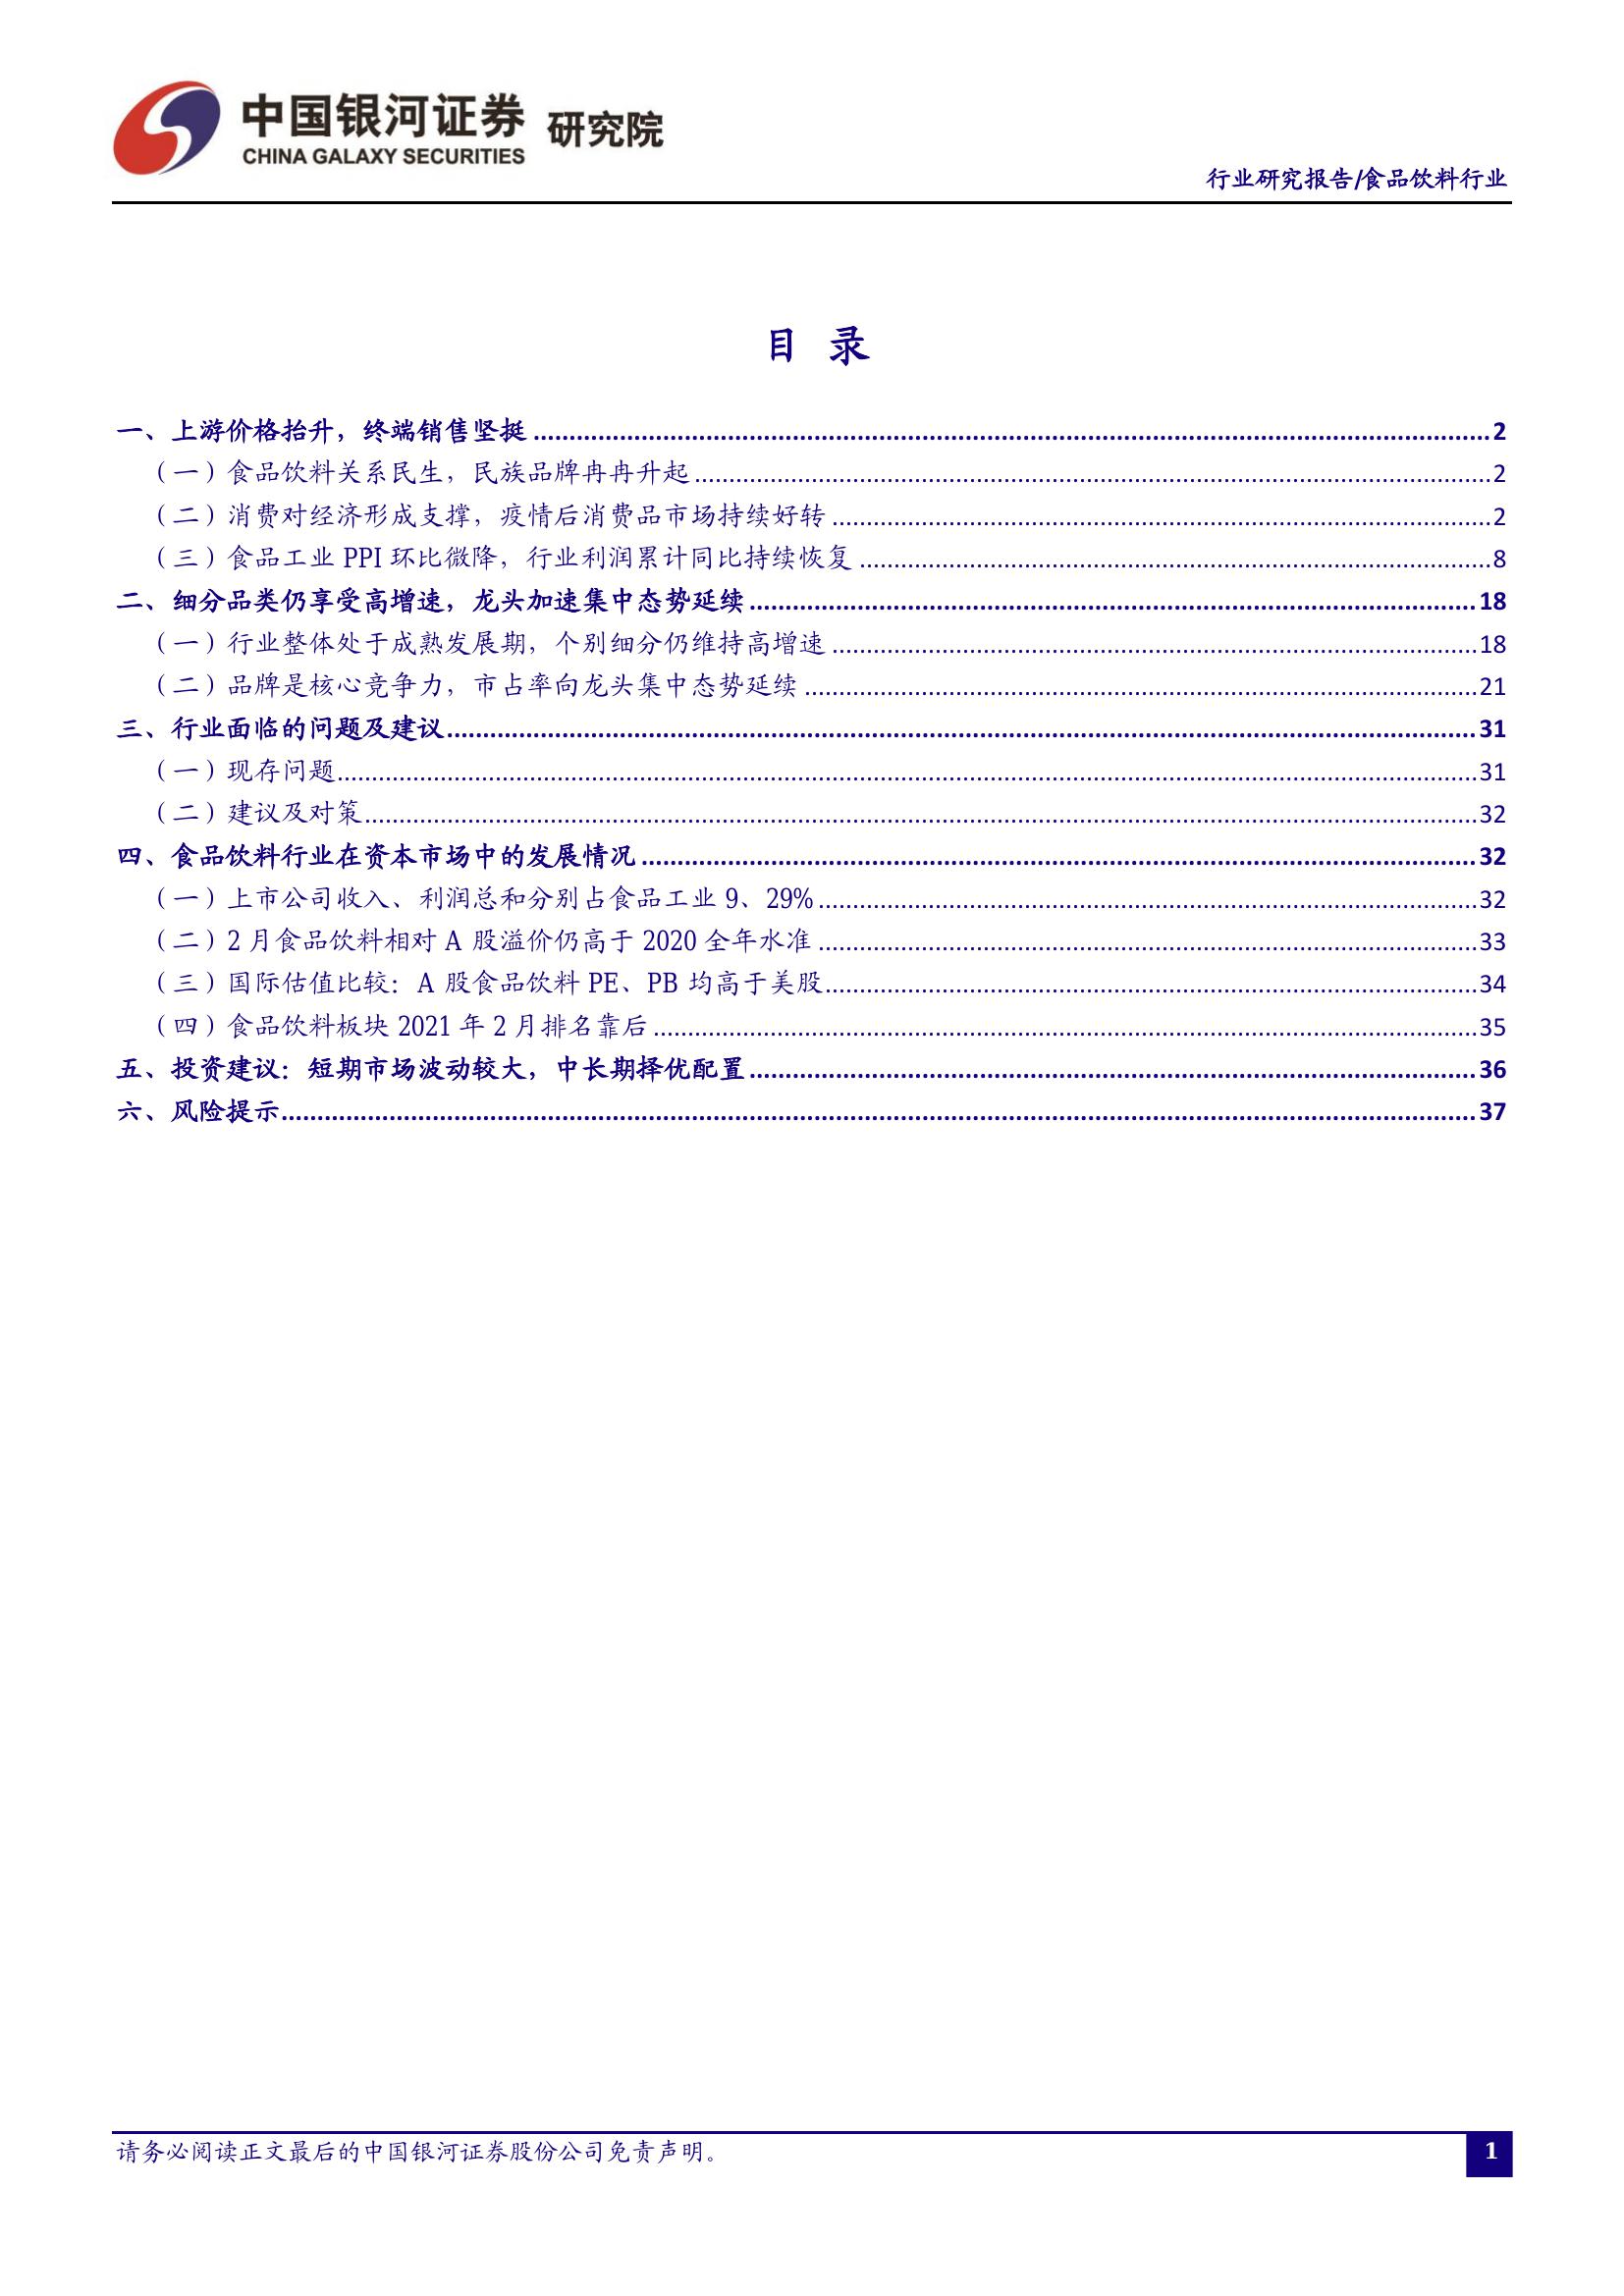 中国银河证券 研究院
CHINA GALAXY SECURITIES
行业研究报告/食品饮料行业
目 录
一、上游价格抬升，终端销售坚挺 2
（一）食品饮料关系民生，民族品牌冉冉升起 2
（二）消费对经济形成支撑，疫情后消费品市场持续好转 2
（三）食品工业 PPI 环比微降，行业利润累计同比持续恢复 8
二、细分品类仍享受高增速，龙头加速集中态势延续 18
（一）行业整体处于成熟发展期，个别细分仍维持高增速 18
（二）品牌是核心竞争力，市占率向龙头集中态势延续 21
三、行业面临的问题及建议 31
（一）现存问题 31
（二）建议及对策 32
四、食品饮料行业在资本市场中的发展情况 32
（一）上市公司收入、利润总和分别占食品工业 9、29% 32
（二）2 月食品饮料相对 A 股溢价仍高于 2020 全年水准 33
（三）国际估值比较：A 股食品饮料 PE、PB 均高于美股 34
（四）食品饮料板块 2021 年 2 月排名靠后 35
五、投资建议：短期市场波动较大，中长期择优配置 36
六、风险提示 37
请务必阅读正文最后的中国银河证券股份公司免责声明。 1